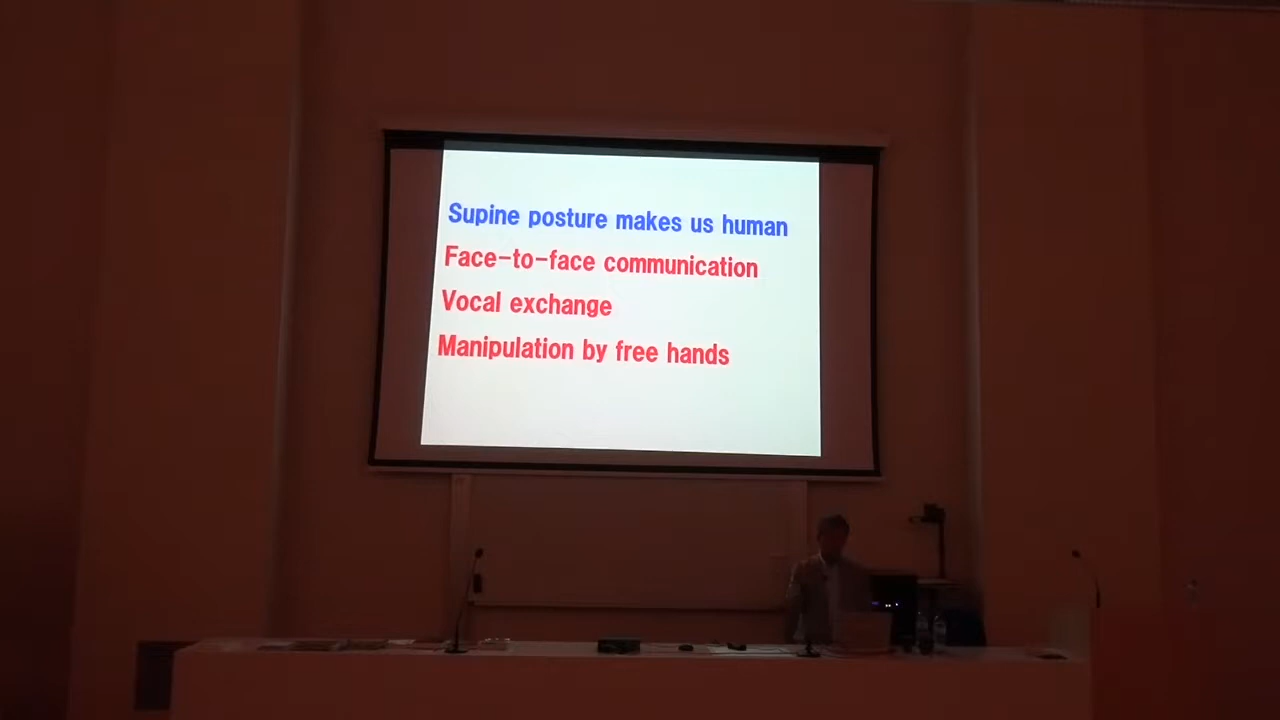 Supine posture makes us human
Face-to-face communication
Vocal exchange
Manipulation by free hands